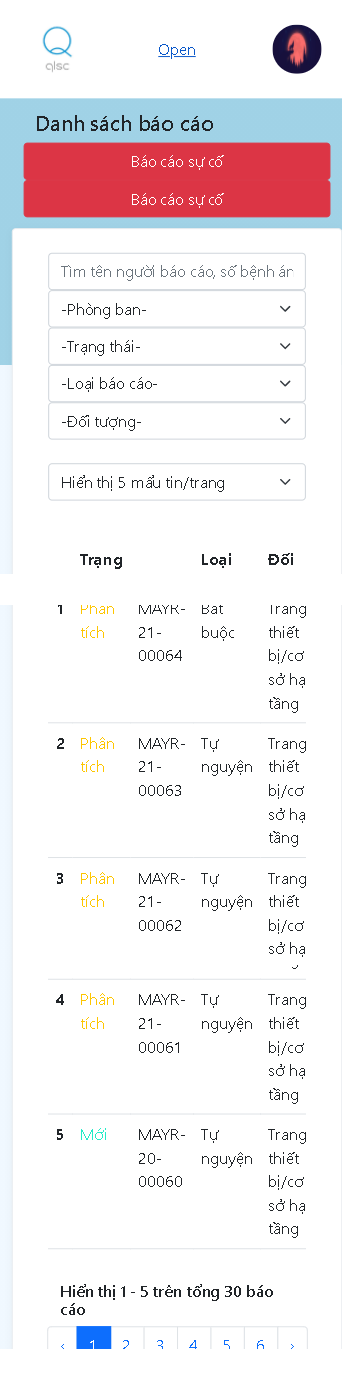 qlsc
Open
Danh sách báo cáo
Báo cáo sự cố
Báo cáo sự cố
Tìm tên người báo cáo, số bệnh án
-Phòng ban-
-Trạng thái-
-Loại báo cáo-
-Đối tượng-
Hiển thị 5 mẩu tin/trang
Trạng Loại Đối
1 Phân MAYR- Bắt Trang
tích 21- buộc thiết
00064 bị/cơ
sở hạ
tầng
2 Phân MAYR- Tự Trang
tích 21- nguyện thiết
00063 bị/cơ
sở hạ
tầng
3 Phân MAYR- Tự Trang
tích 21- nguyện thiết
00062 bị/cơ
sở hạ
4 Phân MAYR- Tự Trang
tích 21- nguyện thiết
00061 bị/cơ
sở hạ
tầng
5 Mới MAYR- Tự Trang
20- nguyện thiết
00060 bị/cơ
sở hạ
tầng
Hiển thị 1 - 5 trên tổng 30 báo
cáo
‹ 1 2 3 4 5 6 ›